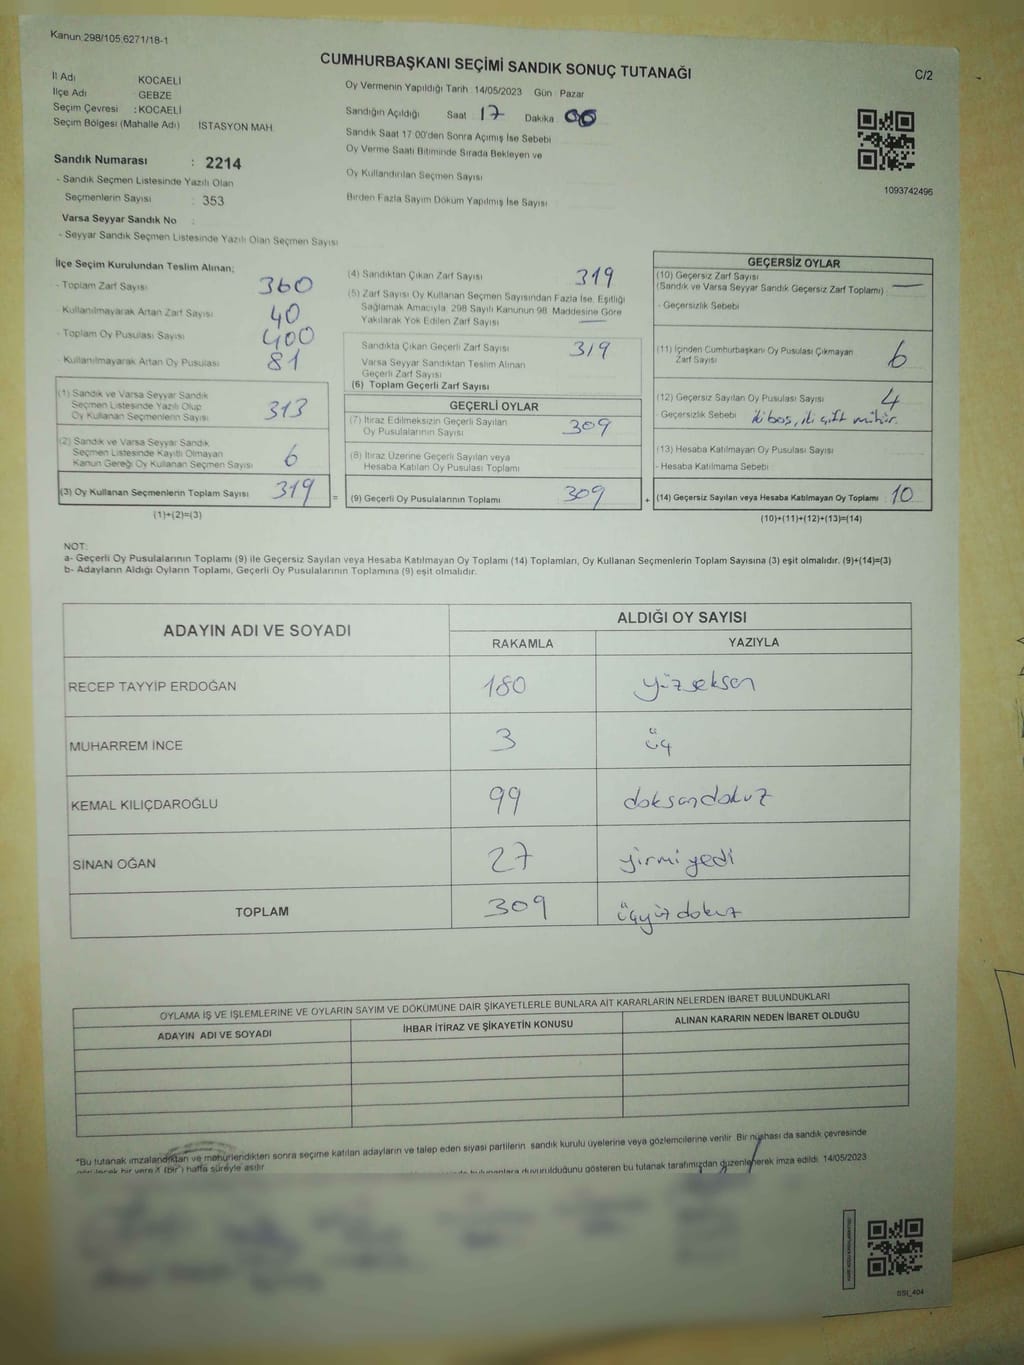 Kanun:298/105;6271/18-1
CUMHURBAŞKANI SEÇİMİ SANDIK SONUÇ TUTANAĞI
C/2
İl Adı KOCAELİ
İlçe Adı GEBZE
Seçim Çevresi : KOCAELİ
Seçim Bölgesi (Mahalle Adı) İSTASYON MAH.
Oy Vermenin Yapıldığı Tarih : 14/05/2023 Gün : Pazar
Sandığın Açıldığı Saat 17 Dakika 00
Sandık Saat 17:00'den Sonra Açımış İse Sebebi
Oy Verme Saati Bitiminde Sırada Bekleyen ve
Oy Kullandırılan Seçmen Sayısı
Birden Fazla Sayım Döküm Yapılmış İse Sayısı
1093742496
Sandık Numarası : 2214
- Sandık Seçmen Listesinde Yazılı Olan
Seçmenlerin Sayısı : 353
Varsa Seyyar Sandık No
- Seyyar Sandık Seçmen Listesinde Yazılı Olan Seçmen Sayısı
İlçe Seçim Kurulundan Teslim Alınan;
- Toplam Zarf Sayısı 360
- Kullanılmayarak Artan Zarf Sayısı 40
- Toplam Oy Pusulası Sayısı 400
- Kullanılmayarak Artan Oy Pusulası 81
(1) Sandık ve Varsa Seyyar Sandık
Seçmen Listesinde Yazılı Olup
Oy Kullanan Seçmenlerin Sayısı 313
(2) Sandık ve Varsa Seyyar Sandık
Seçmen Listesinde Kayıtlı Olmayan
Kanun Gereği Oy Kullanan Seçmen Sayısı 6
(3) Oy Kullanan Seçmenlerin Toplam Sayısı 319 =
(1)+(2)=(3)
(4) Sandıktan Çıkan Zarf Sayısı 319
(5) Zarf Sayısı Oy Kullanan Seçmen Sayısından Fazla İse, Eşitliği
Sağlamak Amacıyla, 298 Sayılı Kanunun 98. Maddesine Göre
Yakılarak Yok Edilen Zarf Sayısı —
Sandıkta Çıkan Geçerli Zarf Sayısı 319
Varsa Seyyar Sandıktan Teslim Alınan
Geçerli Zarf Sayısı
(6) Toplam Geçerli Zarf Sayısı
GEÇERLİ OYLAR
(7) İtiraz Edilmeksizin Geçerli Sayılan
Oy Pusulalarının Sayısı 309
(8) İtiraz Üzerine Geçerli Sayılan veya
Hesaba Katılan Oy Pusulası Toplamı
(9) Geçerli Oy Pusulalarının Toplamı 309 +
GEÇERSİZ OYLAR
(10) Geçersiz Zarf Sayısı
(Sandık ve Varsa Seyyar Sandık Geçersiz Zarf Toplamı) —
- Geçersizlik Sebebi
(11) İçinden Cumhurbaşkanı Oy Pusulası Çıkmayan
Zarf Sayısı 6
(12) Geçersiz Sayılan Oy Pusulası Sayısı 4
- Geçersizlik Sebebi iki boş, iki çift mühür.
(13) Hesaba Katılmayan Oy Pusulası Sayısı
- Hesaba Katılmama Sebebi
(14) Geçersiz Sayılan veya Hesaba Katılmayan Oy Toplamı 10
(10)+(11)+(12)+(13)=(14)
NOT:
a- Geçerli Oy Pusulalarının Toplamı (9) ile Geçersiz Sayılan veya Hesaba Katılmayan Oy Toplamı (14) Toplamları, Oy Kullanan Seçmenlerin Toplam Sayısına (3) eşit olmalıdır. (9)+(14)=(3)
b- Adayların Aldığı Oyların Toplamı, Geçerli Oy Pusulalarının Toplamına (9) eşit olmalıdır.
ADAYIN ADI VE SOYADI ALDIĞI OY SAYISI
RAKAMLA YAZIYLA
RECEP TAYYİP ERDOĞAN 180 yüzseksen
MUHARREM İNCE 3 üç
KEMAL KILIÇDAROĞLU 99 doksandokuz
SİNAN OĞAN 27 yirmiyedi
TOPLAM 309 üçyüzdokuz
OYLAMA İŞ VE İŞLEMLERİNE VE OYLARIN SAYIM VE DÖKÜMÜNE DAİR ŞİKAYETLERLE BUNLARA AİT KARARLARIN NELERDEN İBARET BULUNDUKLARI
ADAYIN ADI VE SOYADI İHBAR İTİRAZ VE ŞİKAYETİN KONUSU ALINAN KARARIN NEDEN İBARET OLDUĞU
*Bu tutanak imzalandıktan ve mühürlendikten sonra seçime katılan adayların ve talep eden siyasi partilerin sandık kurulu üyelerine veya gözlemcilerine verilir. Bir nüshası da sandık çevresinde
bir yere X (bir) hafta süreyle asılır. duyurulduğunu gösteren bu tutanak tarafımızdan düzenlenerek imza edildi. 14/05/2023
SSI_404